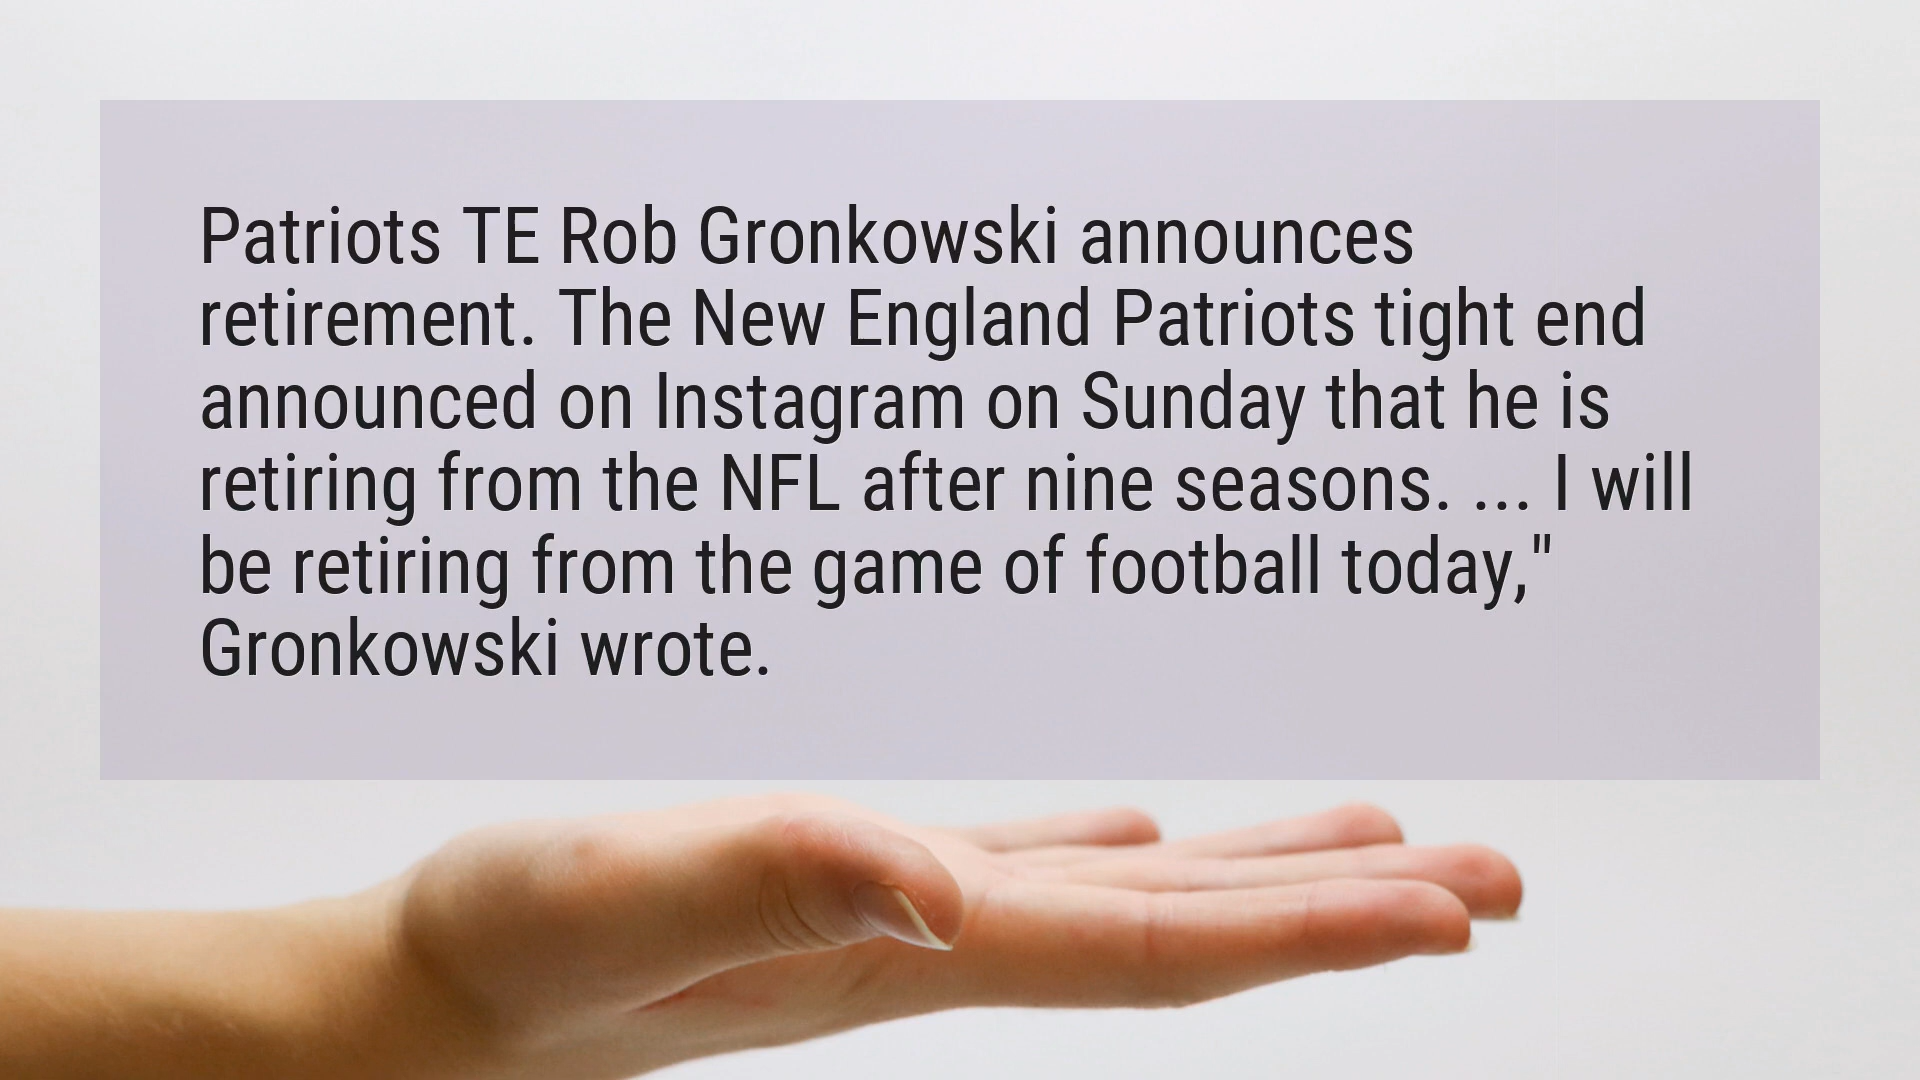 Patriots TE Rob Gronkowski announces
retirement. The New England Patriots tight end
announced on Instagram on Sunday that he is
retiring from the NFL after nine seasons. ... I will
be retiring from the game of football today,"
Gronkowski wrote.